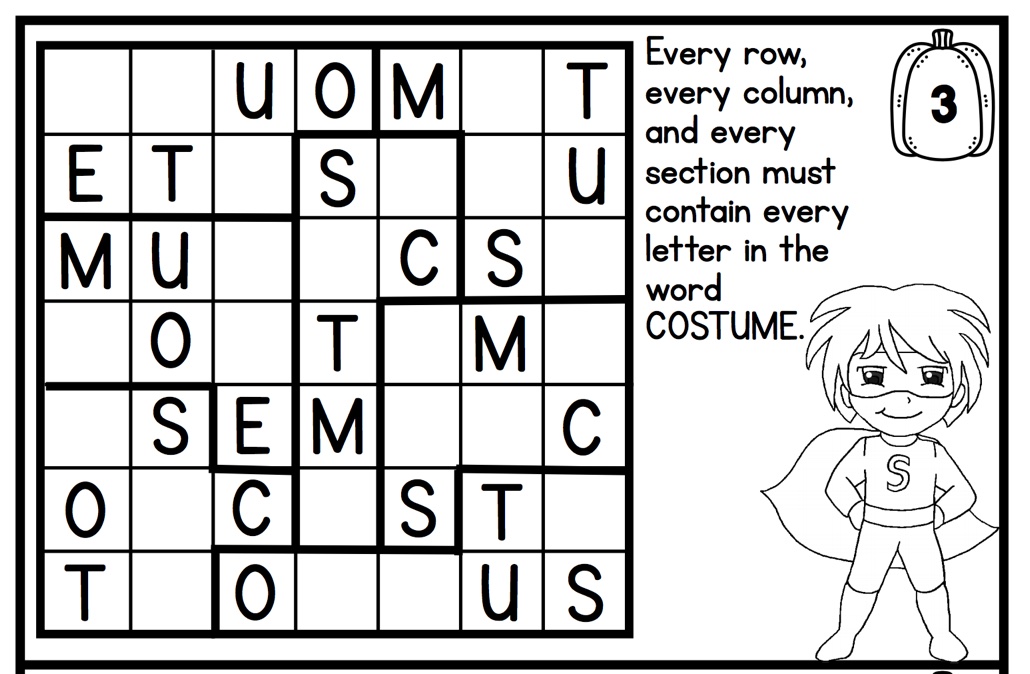 U O M T
Every row,
every column,
and every
section must
contain every
letter in the
word
COSTUME.
3
E T S U
M U C S
O T M
S E M C
S
O C S T
T O U S